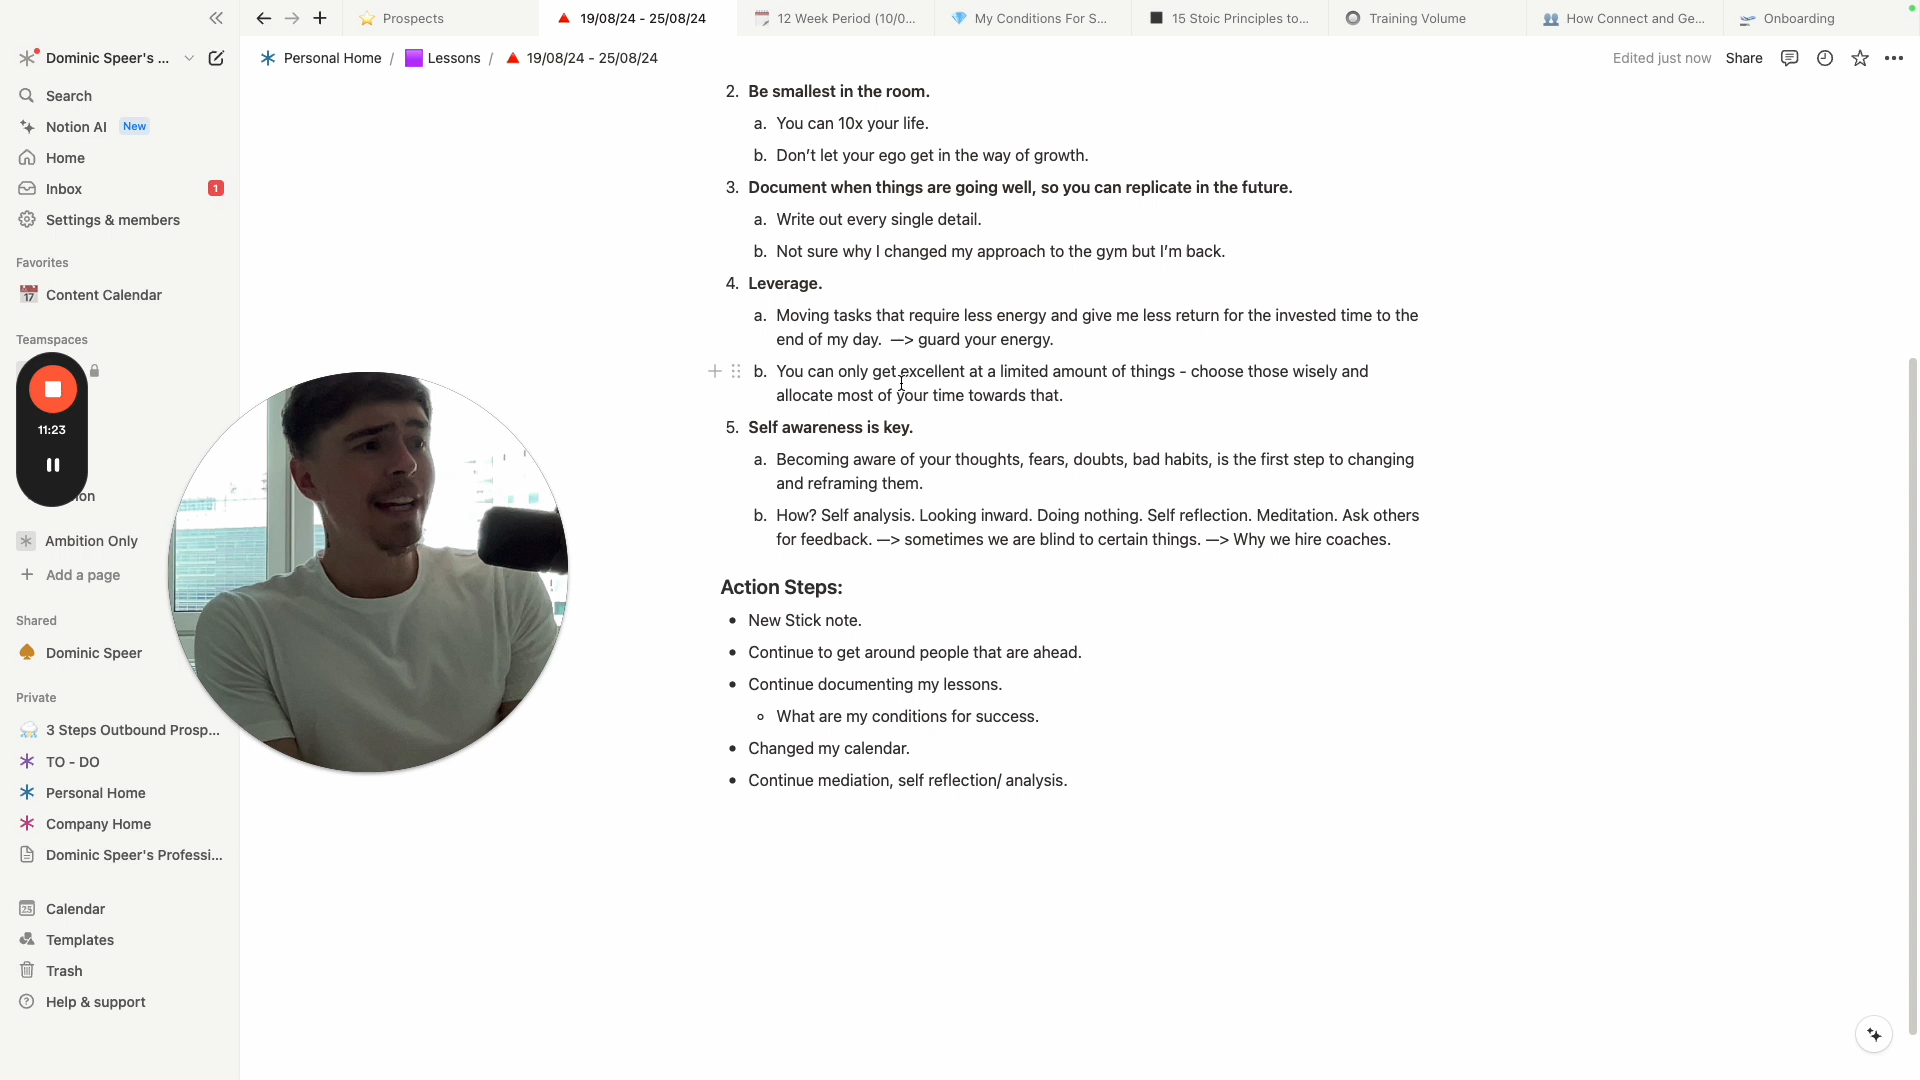 Prospects
19/08/24 - 25/08/24
12 Week Period (10/0...
My Conditions For S...
15 Stoic Principles to...
Training Volume
How Connect and Ge...
Onboarding
Dominic Speer's ...
Personal Home / Lessons / 19/08/24 - 25/08/24
Edited just now
Share
Search
Notion AI New
Home
Inbox 1
Settings & members
Favorites
17 Content Calendar
Teamspaces
11:23
on
Ambition Only
Add a page
Shared
Dominic Speer
Private
3 Steps Outbound Prosp...
TO - DO
Personal Home
Company Home
Dominic Speer's Professi...
25 Calendar
Templates
Trash
Help & support
2. Be smallest in the room.
a. You can 10x your life.
b. Don’t let your ego get in the way of growth.
3. Document when things are going well, so you can replicate in the future.
a. Write out every single detail.
b. Not sure why I changed my approach to the gym but I’m back.
4. Leverage.
a. Moving tasks that require less energy and give me less return for the invested time to the
end of my day. —> guard your energy.
b. You can only get excellent at a limited amount of things - choose those wisely and
allocate most of your time towards that.
5. Self awareness is key.
a. Becoming aware of your thoughts, fears, doubts, bad habits, is the first step to changing
and reframing them.
b. How? Self analysis. Looking inward. Doing nothing. Self reflection. Meditation. Ask others
for feedback. —> sometimes we are blind to certain things. —> Why we hire coaches.
Action Steps:
• New Stick note.
• Continue to get around people that are ahead.
• Continue documenting my lessons.
◦ What are my conditions for success.
• Changed my calendar.
• Continue mediation, self reflection/ analysis.